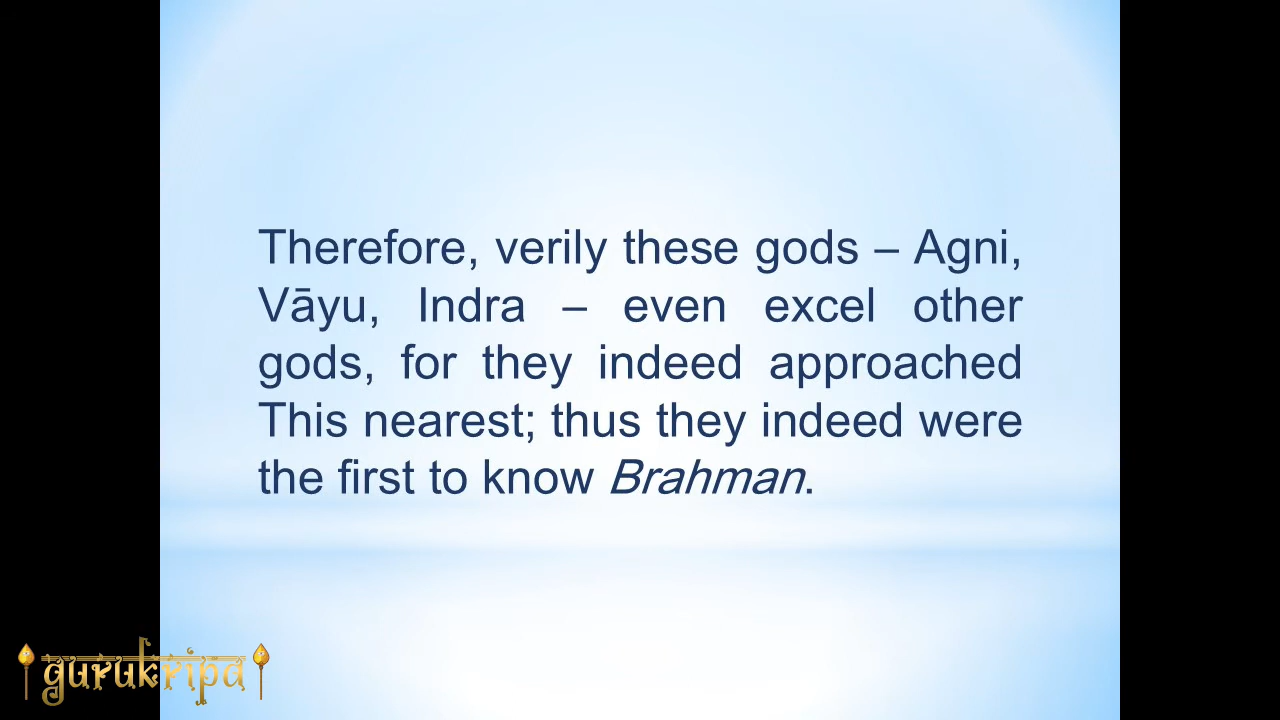 Therefore, verily these gods – Agni,
Vāyu, Indra – even excel other
gods, for they indeed approached
This nearest; thus they indeed were
the first to know Brahman.
gurukripa